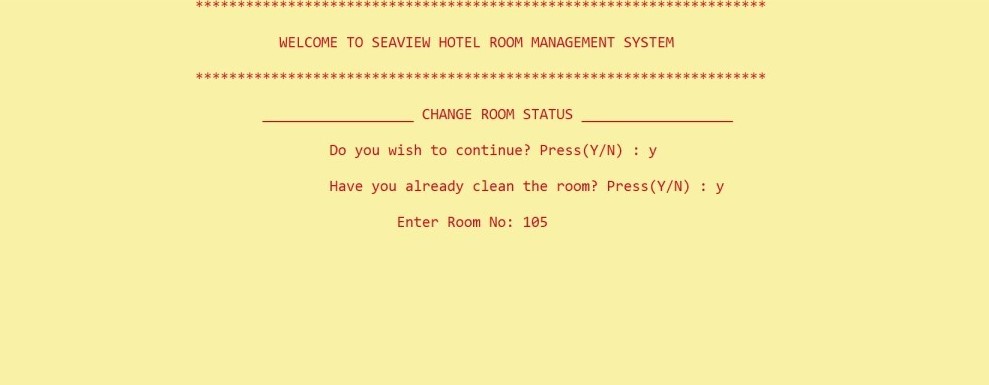 ********************************************************************
WELCOME TO SEAVIEW HOTEL ROOM MANAGEMENT SYSTEM
********************************************************************
__________________ CHANGE ROOM STATUS __________________
Do you wish to continue? Press(Y/N) : y
Have you already clean the room? Press(Y/N) : y
Enter Room No: 105